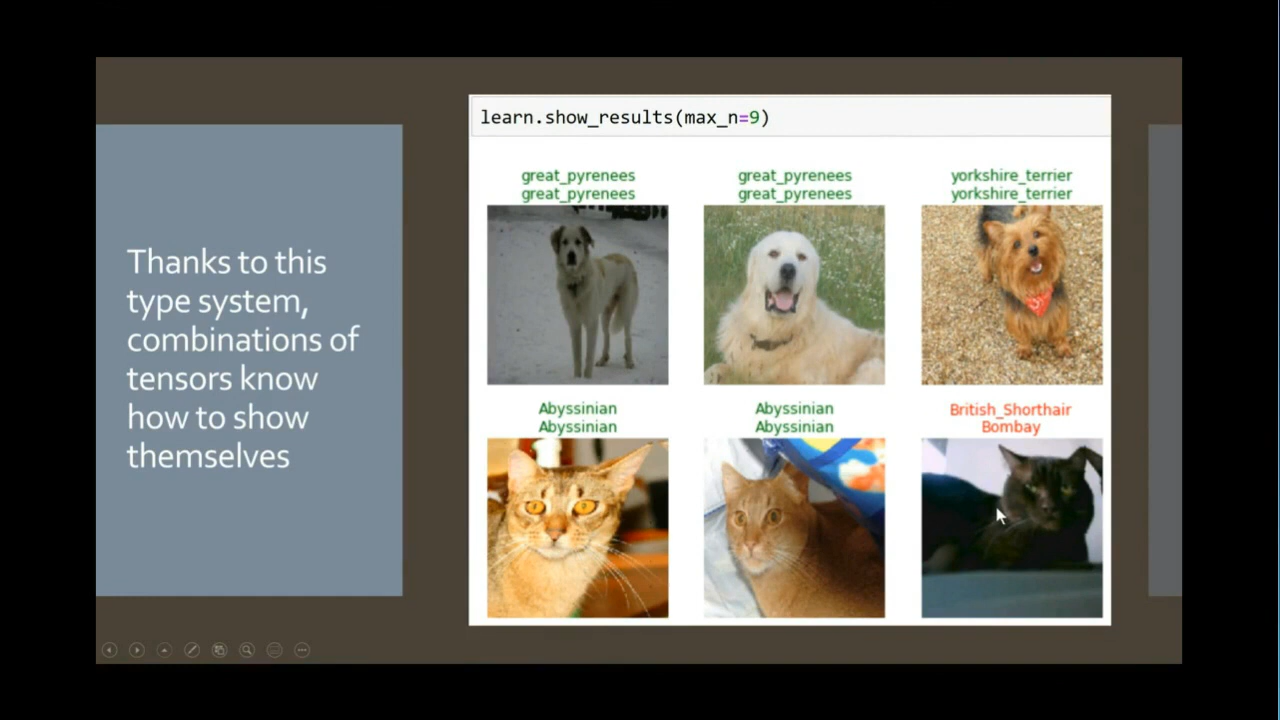 Thanks to this
type system,
combinations of
tensors know
how to show
themselves
learn.show_results(max_n=9)
great_pyrenees
great_pyrenees
great_pyrenees
great_pyrenees
yorkshire_terrier
yorkshire_terrier
Abyssinian
Abyssinian
Abyssinian
Abyssinian
British_Shorthair
Bombay